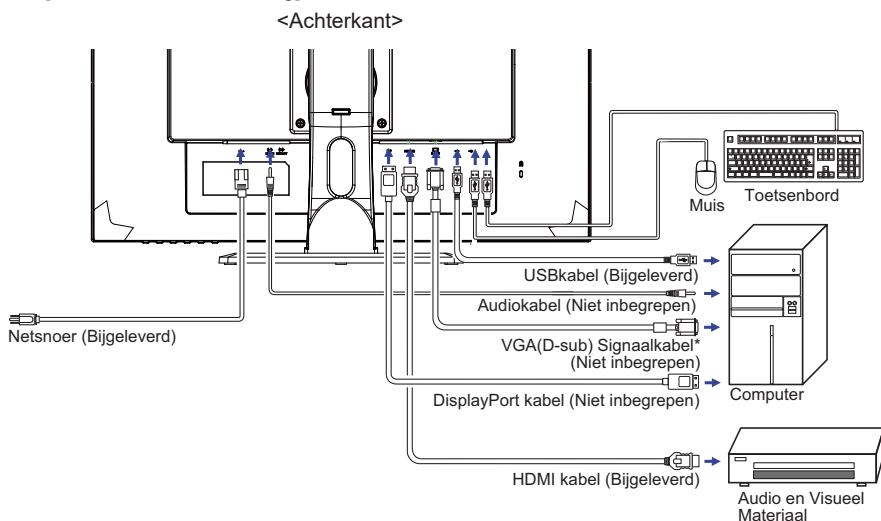 <Achterkant>
Muis
Toetsenbord
USBkabel (Bijgeleverd)
Audiokabel (Niet inbegrepen)
Netsnoer (Bijgeleverd)
VGA(D-sub) Signaalkabel*
(Niet inbegrepen)
DisplayPort kabel (Niet inbegrepen)
Computer
HDMI kabel (Bijgeleverd)
Audio en Visueel
Materiaal